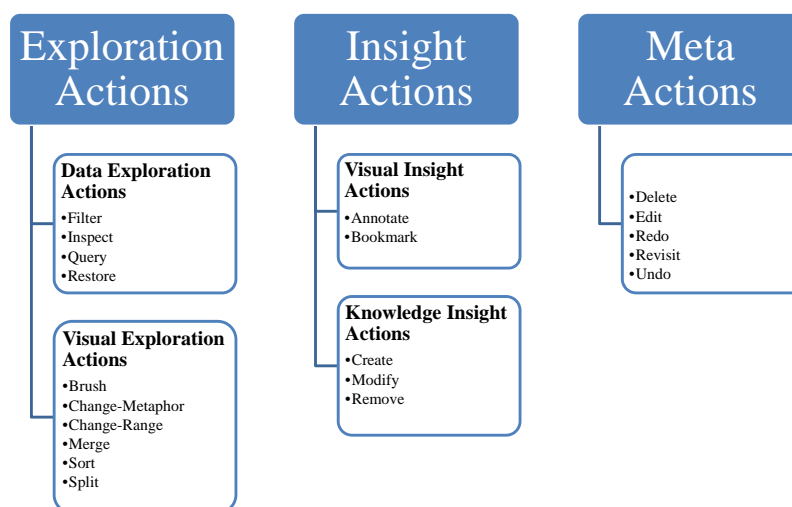 Exploration
Actions
Data Exploration
Actions
•Filter
•Inspect
•Query
•Restore
Visual Exploration
Actions
•Brush
•Change-Metaphor
•Change-Range
•Merge
•Sort
•Split
Insight
Actions
Visual Insight
Actions
•Annotate
•Bookmark
Knowledge Insight
Actions
•Create
•Modify
•Remove
Meta
Actions
•Delete
•Edit
•Redo
•Revisit
•Undo